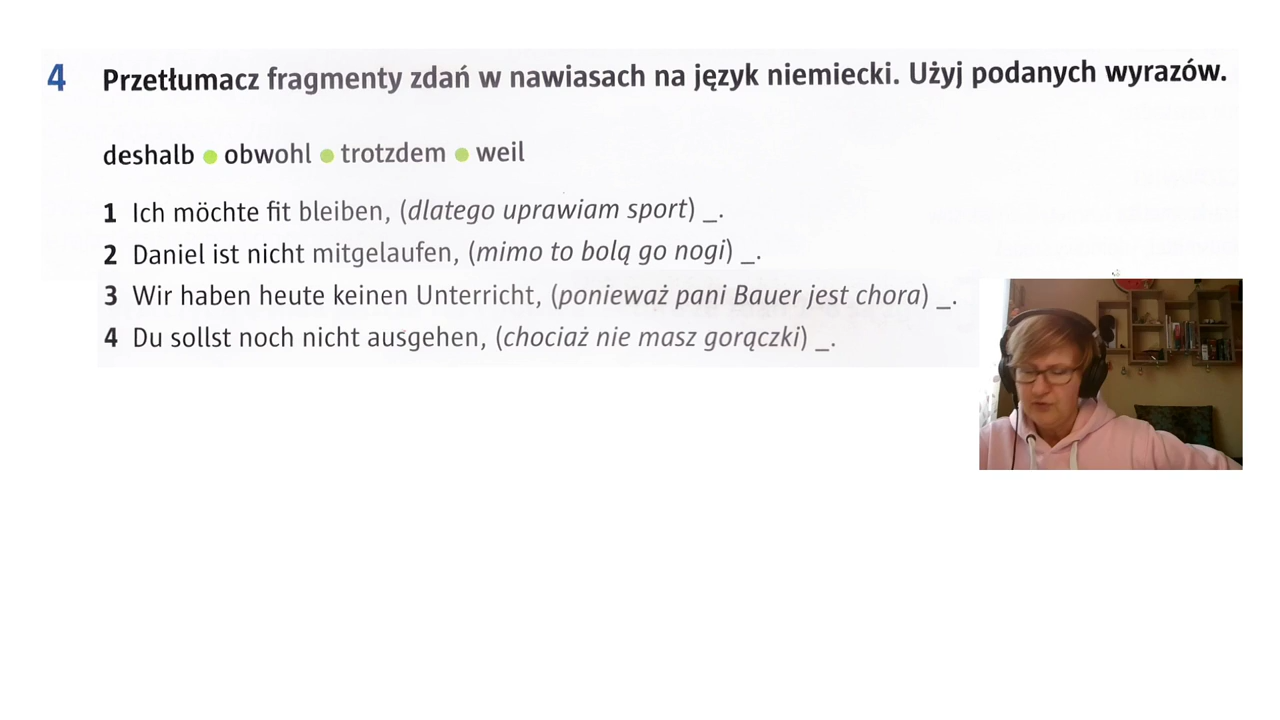 4 Przetłumacz fragmenty zdań w nawiasach na język niemiecki. Użyj podanych wyrazów.
deshalb ● obwohl ● trotzdem ● weil
1 Ich möchte fit bleiben, (dlatego uprawiam sport) _.
2 Daniel ist nicht mitgelaufen, (mimo to bolą go nogi) _.
3 Wir haben heute keinen Unterricht, (ponieważ pani Bauer jest chora) _.
4 Du sollst noch nicht ausgehen, (chociaż nie masz gorączki) _.